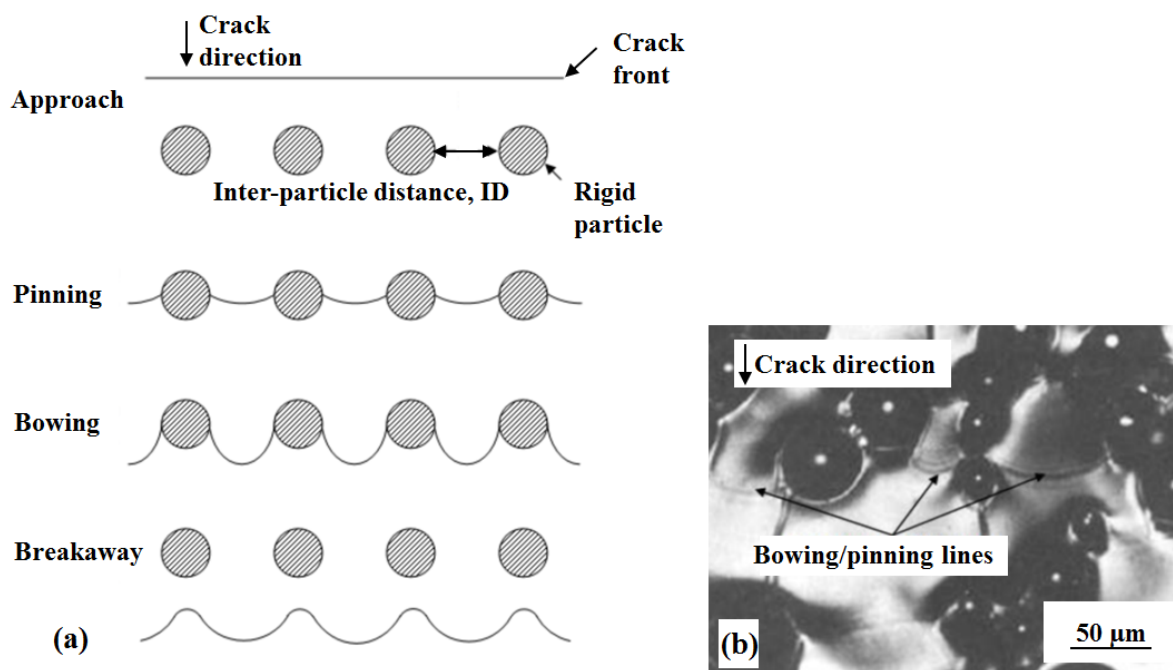 Crack
direction
Crack
front
Approach
Inter-particle distance, ID
Rigid
particle
Pinning
Bowing
Breakaway
(a)
Crack direction
Bowing/pinning lines
(b)
50 µm